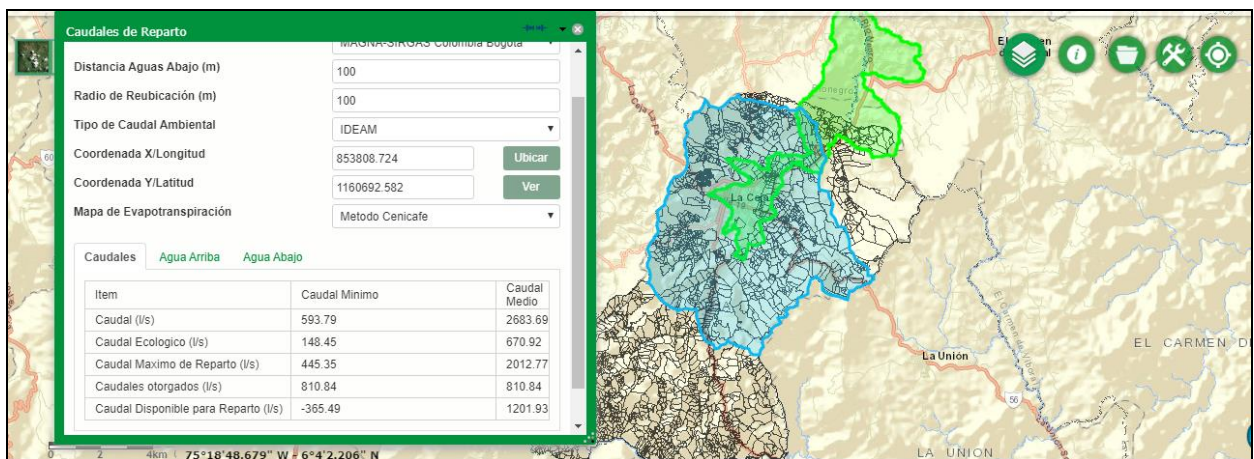 Caudales de Reparto
MAGNA-SIRGAS Colombia Bogota
Distancia Aguas Abajo (m) 100
Radio de Reubicación (m) 100
Tipo de Caudal Ambiental IDEAM
Coordenada X/Longitud 853808.724 Ubicar
Coordenada Y/Latitud 1160692.582 Ver
Mapa de Evapotranspiración Metodo Cenicafe
Caudales Agua Arriba Agua Abajo
Item Caudal Minimo Caudal Medio
Caudal (l/s) 593.79 2683.69
Caudal Ecologico (l/s) 148.45 670.92
Caudal Maximo de Reparto (l/s) 445.35 2012.77
Caudales otorgados (l/s) 810.84 810.84
Caudal Disponible para Reparto (l/s) -365.49 1201.93
0 2 4km 75°18'48.679" W - 6°4'2.206" N
60
La Ceja
La Unión
56
EL CARMEN D
LA UNION